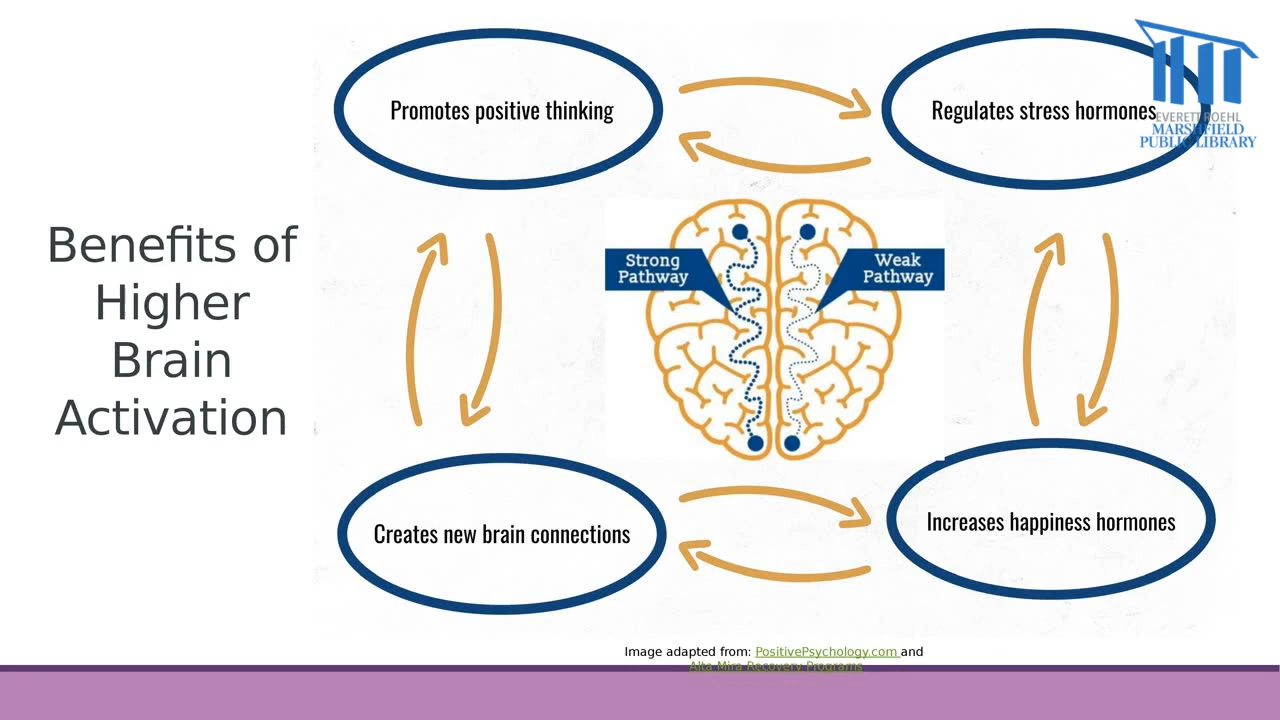 Benefits of
Higher
Brain
Activation
Promotes positive thinking
Regulates stress hormones
EVERETT ROEHL
MARSHFIELD
PUBLIC LIBRARY
Strong
Pathway
Weak
Pathway
Creates new brain connections
Increases happiness hormones
Image adapted from: PositivePsychology.com and
Alta Mira Recovery Programs